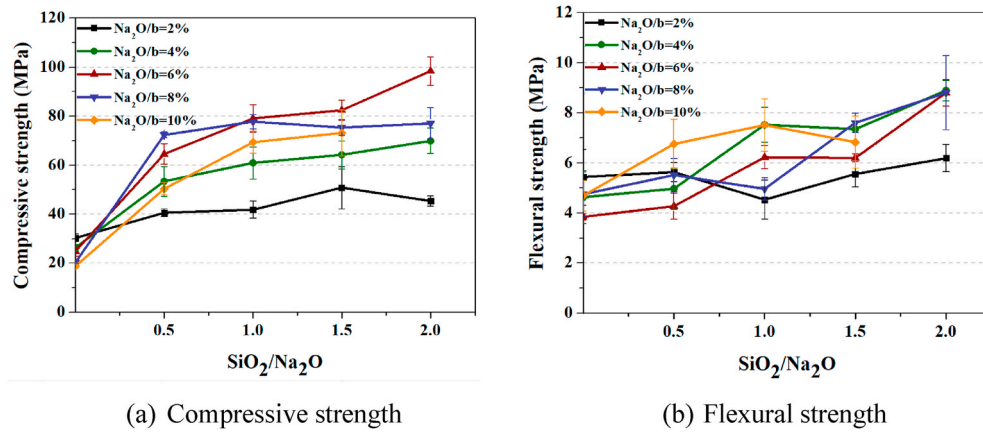 120
100
80
60
40
20
0
Compressive strength (MPa)
Na₂O/b=2%
Na₂O/b=4%
Na₂O/b=6%
Na₂O/b=8%
Na₂O/b=10%
0.5 1.0 1.5 2.0
SiO₂/Na₂O
(a) Compressive strength
12
10
8
6
4
2
0
Flexural strength (MPa)
Na₂O/b=2%
Na₂O/b=4%
Na₂O/b=6%
Na₂O/b=8%
Na₂O/b=10%
0.5 1.0 1.5 2.0
SiO₂/Na₂O
(b) Flexural strength